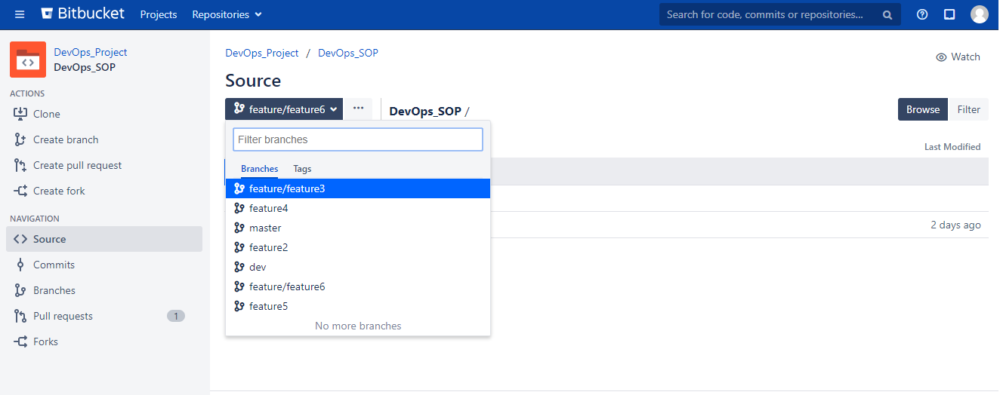 Bitbucket Projects Repositories Search for code, commits or repositories...
DevOps_Project
DevOps_SOP
ACTIONS
Clone
Create branch
Create pull request
Create fork
NAVIGATION
Source
Commits
Branches
Pull requests 1
Forks
DevOps_Project / DevOps_SOP
Watch
Source
feature/feature6 ... DevOps_SOP /
Browse Filter
Filter branches
Last Modified
Branches Tags
feature/feature3
feature4
master
2 days ago
feature2
dev
feature/feature6
feature5
No more branches